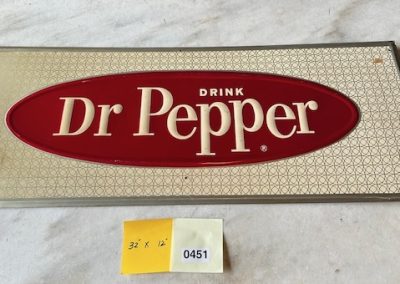 DRINK
Dr Pepper
®
32" x 12"
0451